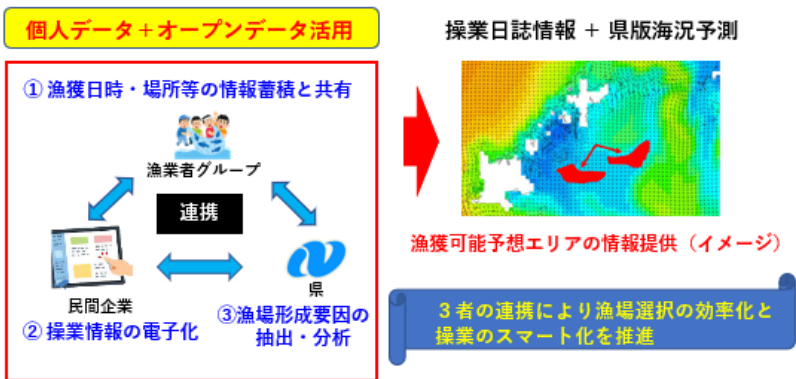 個人データ＋オープンデータ活用
① 漁獲日時・場所等の情報蓄積と共有
漁業者グループ
連携
民間企業
② 操業情報の電子化
県
③漁場形成要因の
抽出・分析
操業日誌情報 ＋ 県版海況予測
漁獲可能予想エリアの情報提供（イメージ）
３者の連携により漁場選択の効率化と
操業のスマート化を推進